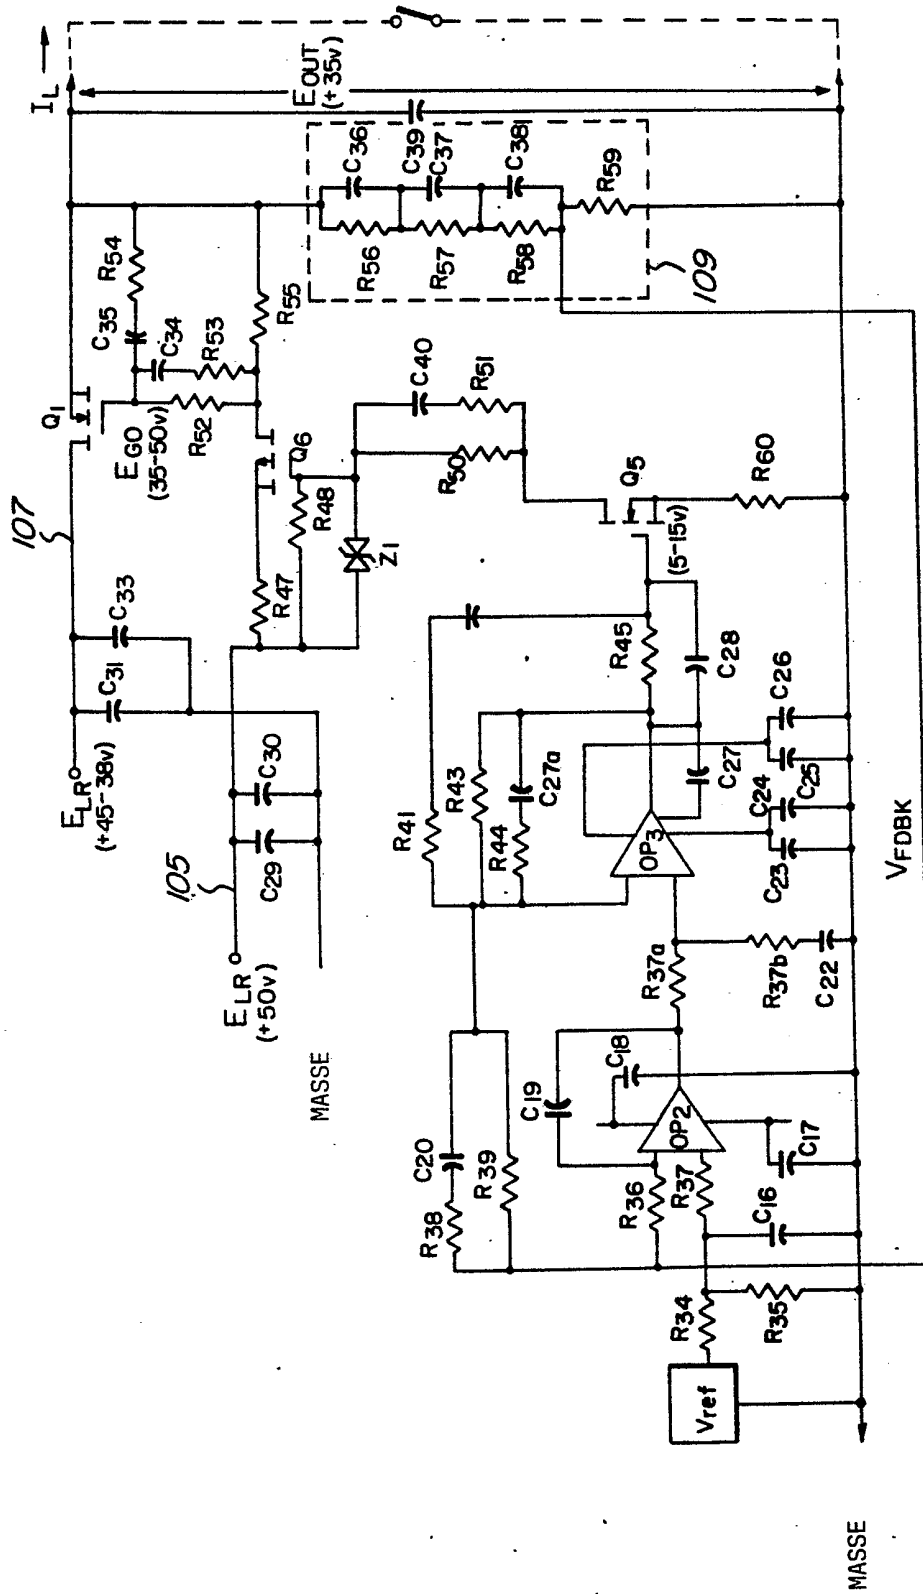 I_L
E_OUT
(+35v)
C36
C39
C37
C38
R59
R56
R57
R58
109
R54
C35
C34
R53
R55
Q1
E_GO
(35-50v)
R52
Q6
C40
R51
R50
107
R48
Z1
Q5
(5-15v)
R60
R47
C33
C31
E_LR
(+45-38v)
C30
C29
105
E_LR
(+50v)
MASSE
R45
C28
C26
R41
R43
C27a
R44
OP3
C27
C25
C24
C23
V_FDBK
R37a
R37b
C22
C18
C19
OP2
C17
C20
R38
R39
R36
R37
C16
R34
R35
Vref
MASSE